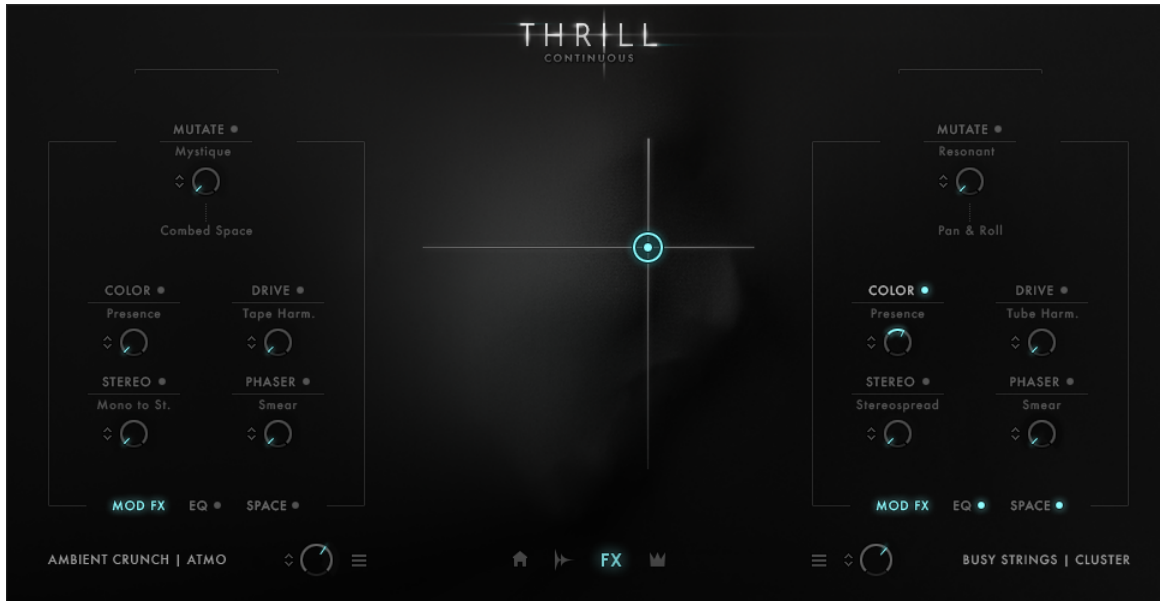 THRILL
CONTINUOUS
MUTATE
Mystique
Combed Space
COLOR DRIVE
Presence Tape Harm.
STEREO PHASER
Mono to St. Smear
MOD FX EQ SPACE
AMBIENT CRUNCH | ATMO
FX
MUTATE
Resonant
Pan & Roll
COLOR DRIVE
Presence Tube Harm.
STEREO PHASER
Stereospread Smear
MOD FX EQ SPACE
BUSY STRINGS | CLUSTER